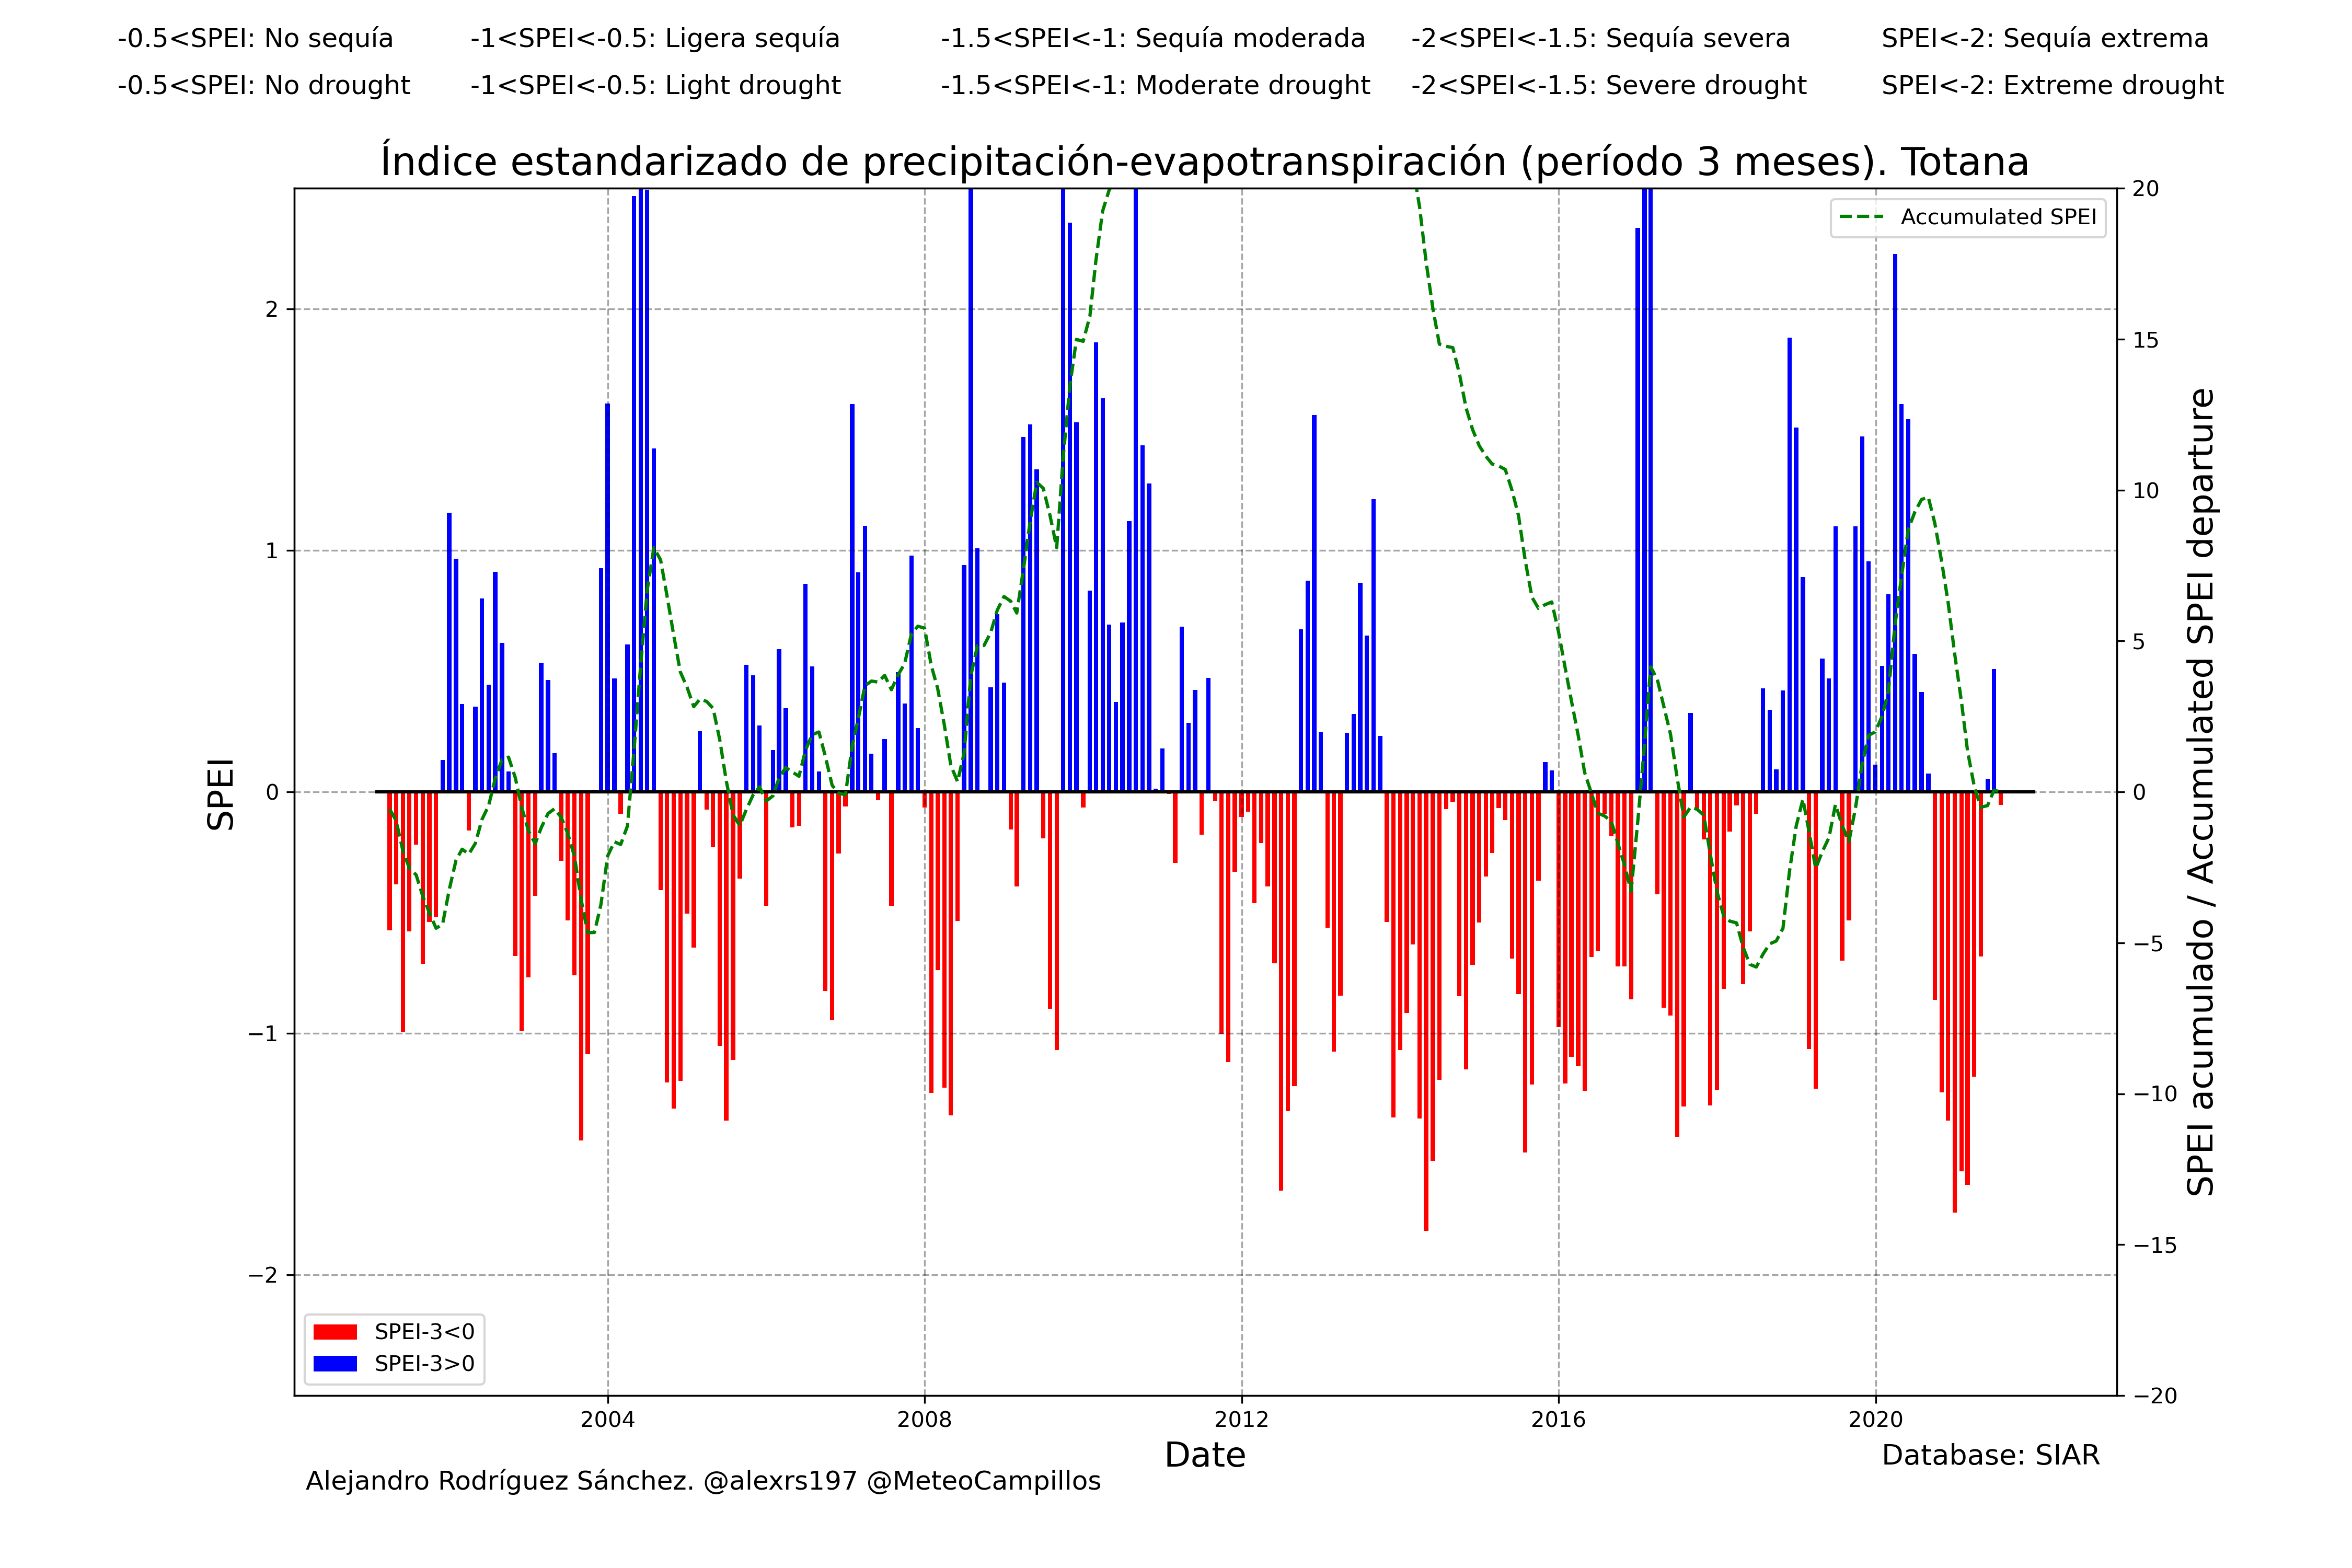 -0.5<SPEI: No sequía -1<SPEI<-0.5: Ligera sequía -1.5<SPEI<-1: Sequía moderada -2<SPEI<-1.5: Sequía severa SPEI<-2: Sequía extrema
-0.5<SPEI: No drought -1<SPEI<-0.5: Light drought -1.5<SPEI<-1: Moderate drought -2<SPEI<-1.5: Severe drought SPEI<-2: Extreme drought
Índice estandarizado de precipitación-evapotranspiración (período 3 meses). Totana
Accumulated SPEI
SPEI
2
1
0
−1
−2
20
15
10
5
0
−5
−10
−15
−20
SPEI acumulado / Accumulated SPEI departure
SPEI-3<0
SPEI-3>0
2004 2008 2012 2016 2020
Date
Database: SIAR
Alejandro Rodríguez Sánchez. @alexrs197 @MeteoCampillos